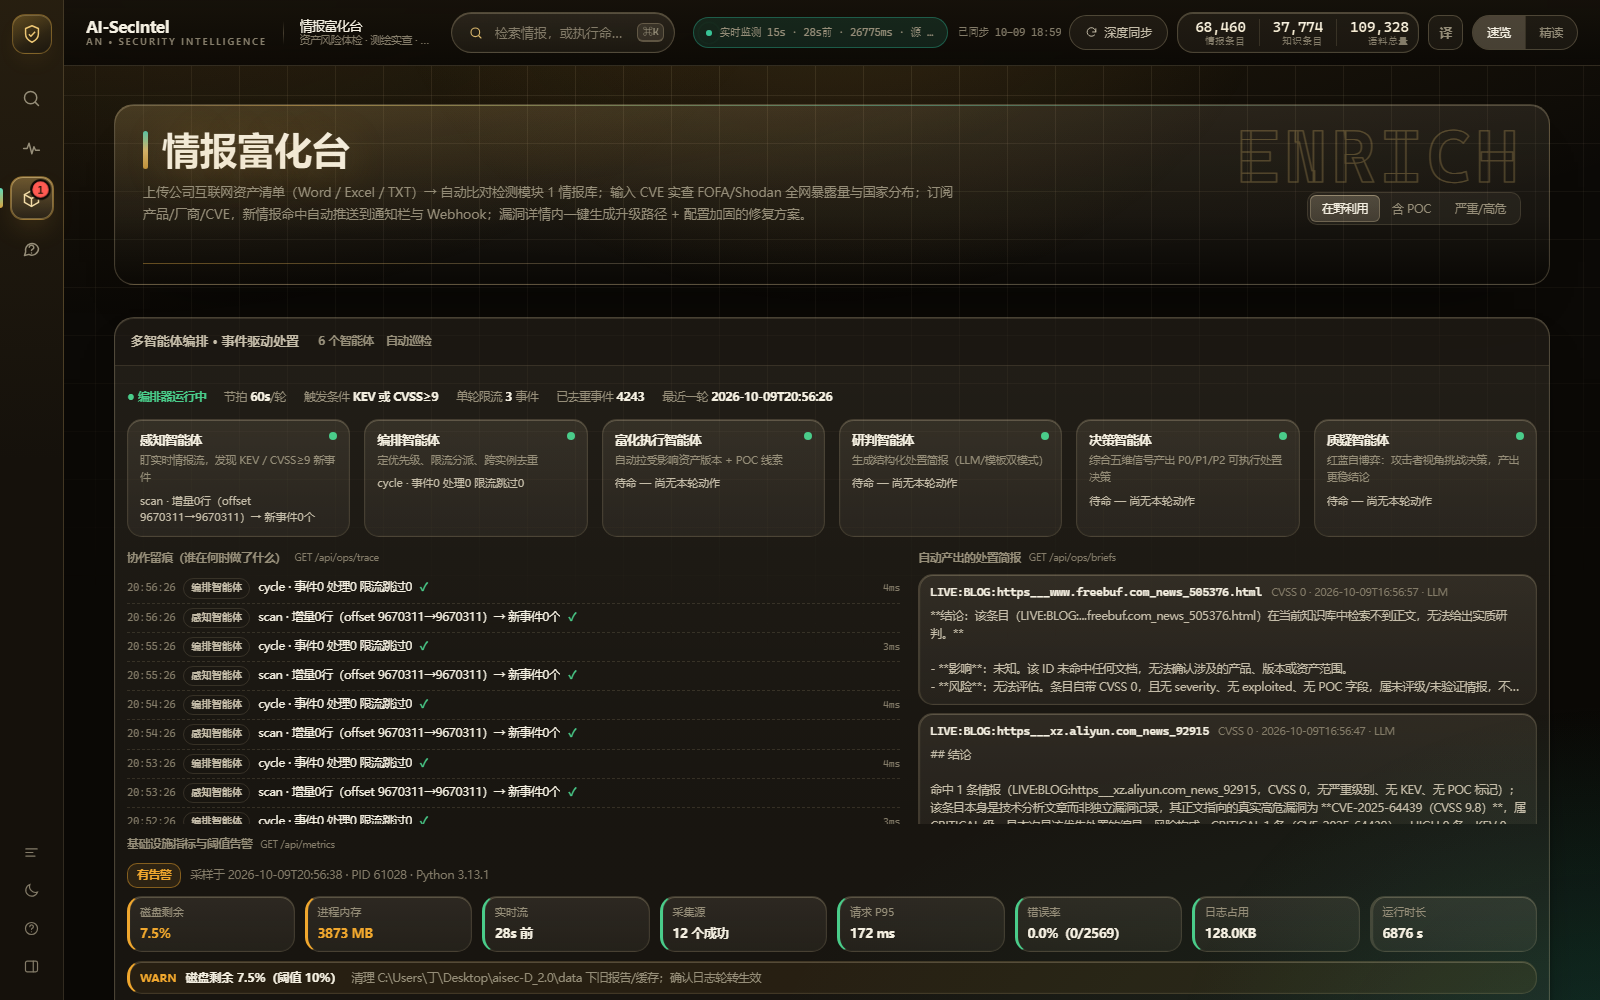 AI-SecIntel
AN • SECURITY INTELLIGENCE
情报富化台
资产风险体检 · 测绘实查 · ...
检索情报，或执行命...
⌘K
实时监测 15s · 28s前 · 26775ms · 源 …
已同步 10-09 18:59
深度同步
68,460
情报条目
37,774
知识条目
109,328
语料总量
译
速览
精读
1
情报富化台
ENRICH
上传公司互联网资产清单（Word / Excel / TXT）→ 自动比对检测模块 1 情报库；输入 CVE 实查 FOFA/Shodan 全网暴露量与国家分布；订阅
产品/厂商/CVE，新情报命中自动推送到通知栏与 Webhook；漏洞详情内一键生成升级路径 + 配置加固的修复方案。
在野利用
含 POC
严重/高危
多智能体编排 • 事件驱动处置 6 个智能体 自动巡检
编排器运行中 节拍 60s/轮 触发条件 KEV 或 CVSS≥9 单轮限流 3 事件 已去重事件 4243 最近一轮 2026-10-09T20:56:26
感知智能体
盯实时情报流，发现 KEV / CVSS≥9 新事
件
scan · 增量0行（offset
9670311→9670311）→ 新事件0个
编排智能体
定优先级、限流分派、跨实例去重
cycle · 事件0 处理0 限流跳过0
富化执行智能体
自动拉受影响资产版本 + POC 线索
待命 — 尚无本轮动作
研判智能体
生成结构化处置简报（LLM/模板双模式）
待命 — 尚无本轮动作
决策智能体
综合五维信号产出 P0/P1/P2 可执行处置
决策
待命 — 尚无本轮动作
质疑智能体
红蓝自博弈：攻击者视角挑战决策，产出
更稳结论
待命 — 尚无本轮动作
协作留痕（谁在何时做了什么） GET /api/ops/trace
20:56:26 编排智能体 cycle · 事件0 处理0 限流跳过0 ✓ 4ms
20:56:26 感知智能体 scan · 增量0行（offset 9670311→9670311）→ 新事件0个 ✓
20:55:26 编排智能体 cycle · 事件0 处理0 限流跳过0 ✓ 3ms
20:55:26 感知智能体 scan · 增量0行（offset 9670311→9670311）→ 新事件0个 ✓
20:54:26 编排智能体 cycle · 事件0 处理0 限流跳过0 ✓ 4ms
20:54:26 感知智能体 scan · 增量0行（offset 9670311→9670311）→ 新事件0个 ✓
20:53:26 编排智能体 cycle · 事件0 处理0 限流跳过0 ✓ 4ms
20:53:26 感知智能体 scan · 增量0行（offset 9670311→9670311）→ 新事件0个 ✓
20:52:26 编排智能体 cycle · 事件0 处理0 限流跳过0 ✓ 3ms
自动产出的处置简报 GET /api/ops/briefs
LIVE:BLOG:https___www.freebuf.com_news_505376.html CVSS 0 · 2026-10-09T16:56:57 · LLM
**结论：该条目（LIVE:BLOG:...freebuf.com_news_505376.html）在当前知识库中检索不到正文，无法给出实质研
判。**
- **影响**：未知。该 ID 未命中任何文档，无法确认涉及的产品、版本或资产范围。
- **风险**：无法评估。条目自带 CVSS 0，且无 severity、无 exploited、无 POC 字段，属未评级/未验证情报，不...
LIVE:BLOG:https___xz.aliyun.com_news_92915 CVSS 0 · 2026-10-09T16:56:47 · LLM
## 结论
命中 1 条情报（LIVE:BLOG:https___xz.aliyun.com_news_92915，CVSS 0，无严重级别、无 KEV、无 POC 标记）；
该条目本身是技术分析文章而非独立漏洞记录，其正文指向的真实高危漏洞为 **CVE-2025-64439（CVSS 9.8）**，属
基础设施指标与阈值告警 GET /api/metrics
有告警 采样于 2026-10-09T20:56:38 · PID 61028 · Python 3.13.1
磁盘剩余
7.5%
进程内存
3873 MB
实时流
28s 前
采集源
12 个成功
请求 P95
172 ms
错误率
0.0% (0/2569)
日志占用
128.0KB
运行时长
6876 s
WARN 磁盘剩余 7.5%（阈值 10%） 清理 C:\Users\丁\Desktop\aisec-D_2.0\data 下旧报告/缓存；确认日志轮转生效